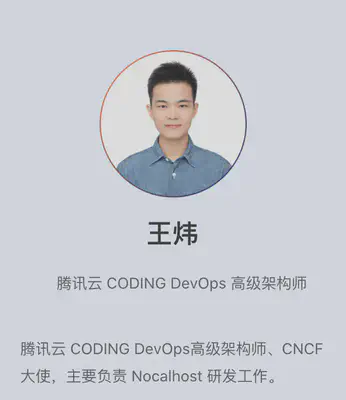 王炜
腾讯云 CODING DevOps 高级架构师
腾讯云 CODING DevOps高级架构师、CNCF
大使，主要负责 Nocalhost 研发工作。